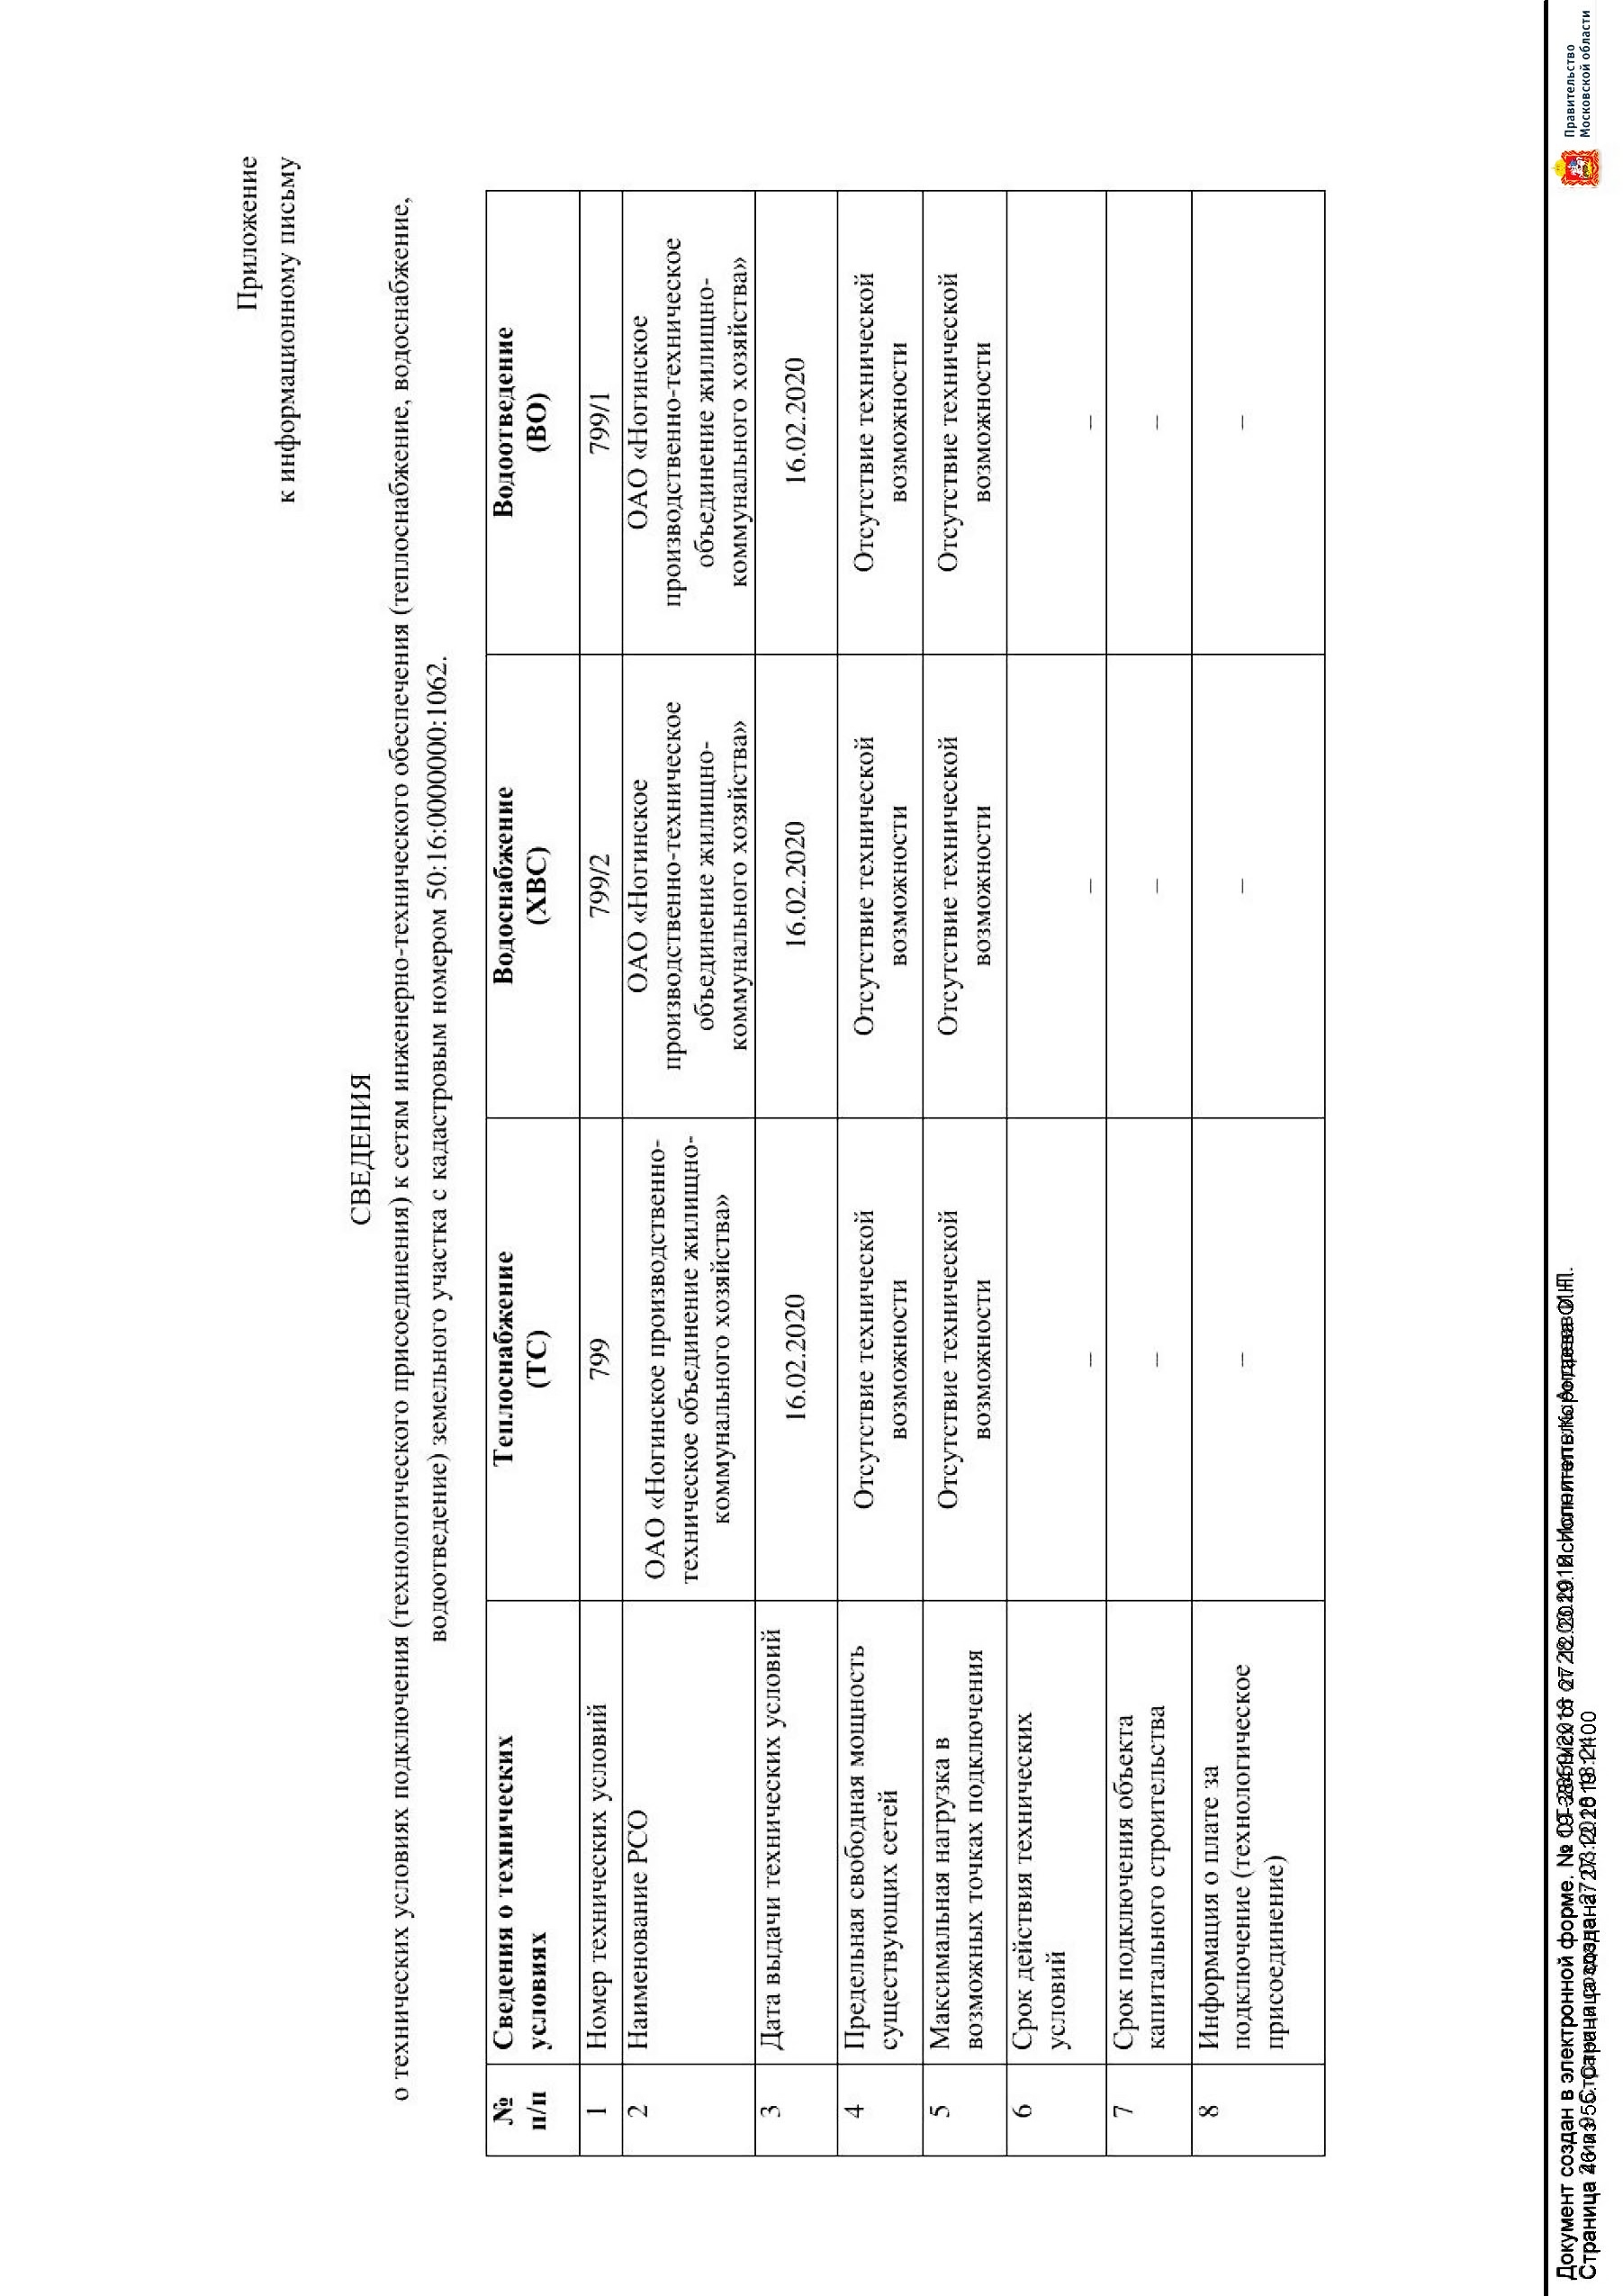 Приложение
к информационному письму
СВЕДЕНИЯ
о технических условиях подключения (технологического присоединения) к сетям инженерно-технического обеспечения (теплоснабжение, водоснабжение,
водоотведение) земельного участка с кадастровым номером 50:16:0000000:1062.
№ п/п
Сведения о технических
условиях
Теплоснабжение
(ТС)
Водоснабжение
(ХВС)
Водоотведение
(ВО)
1
Номер технических условий
799
799/2
799/1
2
Наименование РСО
ОАО «Ногинское производственно-
техническое объединение жилищно-
коммунального хозяйства»
ОАО «Ногинское
производственно-техническое
объединение жилищно-
коммунального хозяйства»
ОАО «Ногинское
производственно-техническое
объединение жилищно-
коммунального хозяйства»
3
Дата выдачи технических условий
16.02.2020
16.02.2020
16.02.2020
4
Предельная свободная мощность
существующих сетей
Отсутствие технической
возможности
Отсутствие технической
возможности
Отсутствие технической
возможности
5
Максимальная нагрузка в
возможных точках подключения
Отсутствие технической
возможности
Отсутствие технической
возможности
Отсутствие технической
возможности
6
Срок действия технических
условий
–
–
–
7
Срок подключения объекта
капитального строительства
–
–
–
8
Информация о плате за
подключение (технологическое
присоединение)
–
–
–
Документ создан в электронной форме. №
Страница
Правительство
Московской области